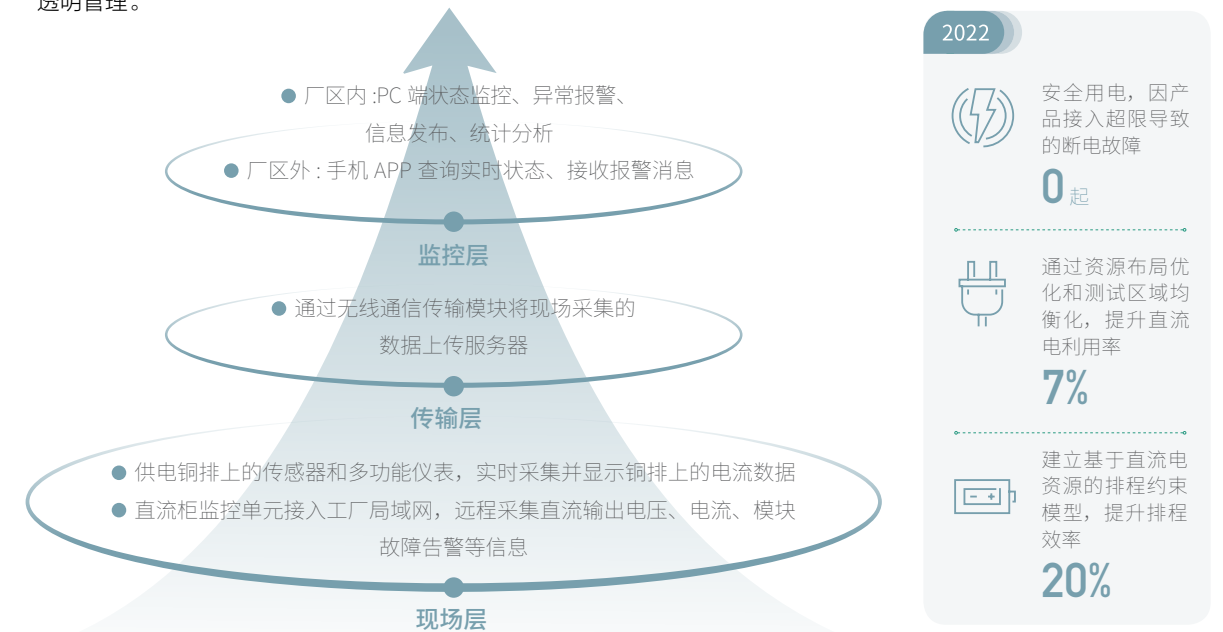 透明管理。
● 厂区内 :PC 端状态监控、异常报警、
信息发布、统计分析
● 厂区外 : 手机 APP 查询实时状态、接收报警消息
监控层
● 通过无线通信传输模块将现场采集的
数据上传服务器
传输层
● 供电铜排上的传感器和多功能仪表，实时采集并显示铜排上的电流数据
● 直流柜监控单元接入工厂局域网，远程采集直流输出电压、电流、模块
故障告警等信息
现场层
2022
安全用电，因产
品接入超限导致
的断电故障
0 起
通过资源布局优
化和测试区域均
衡化，提升直流
电利用率
7%
建立基于直流电
资源的排程约束
模型，提升排程
效率
20%